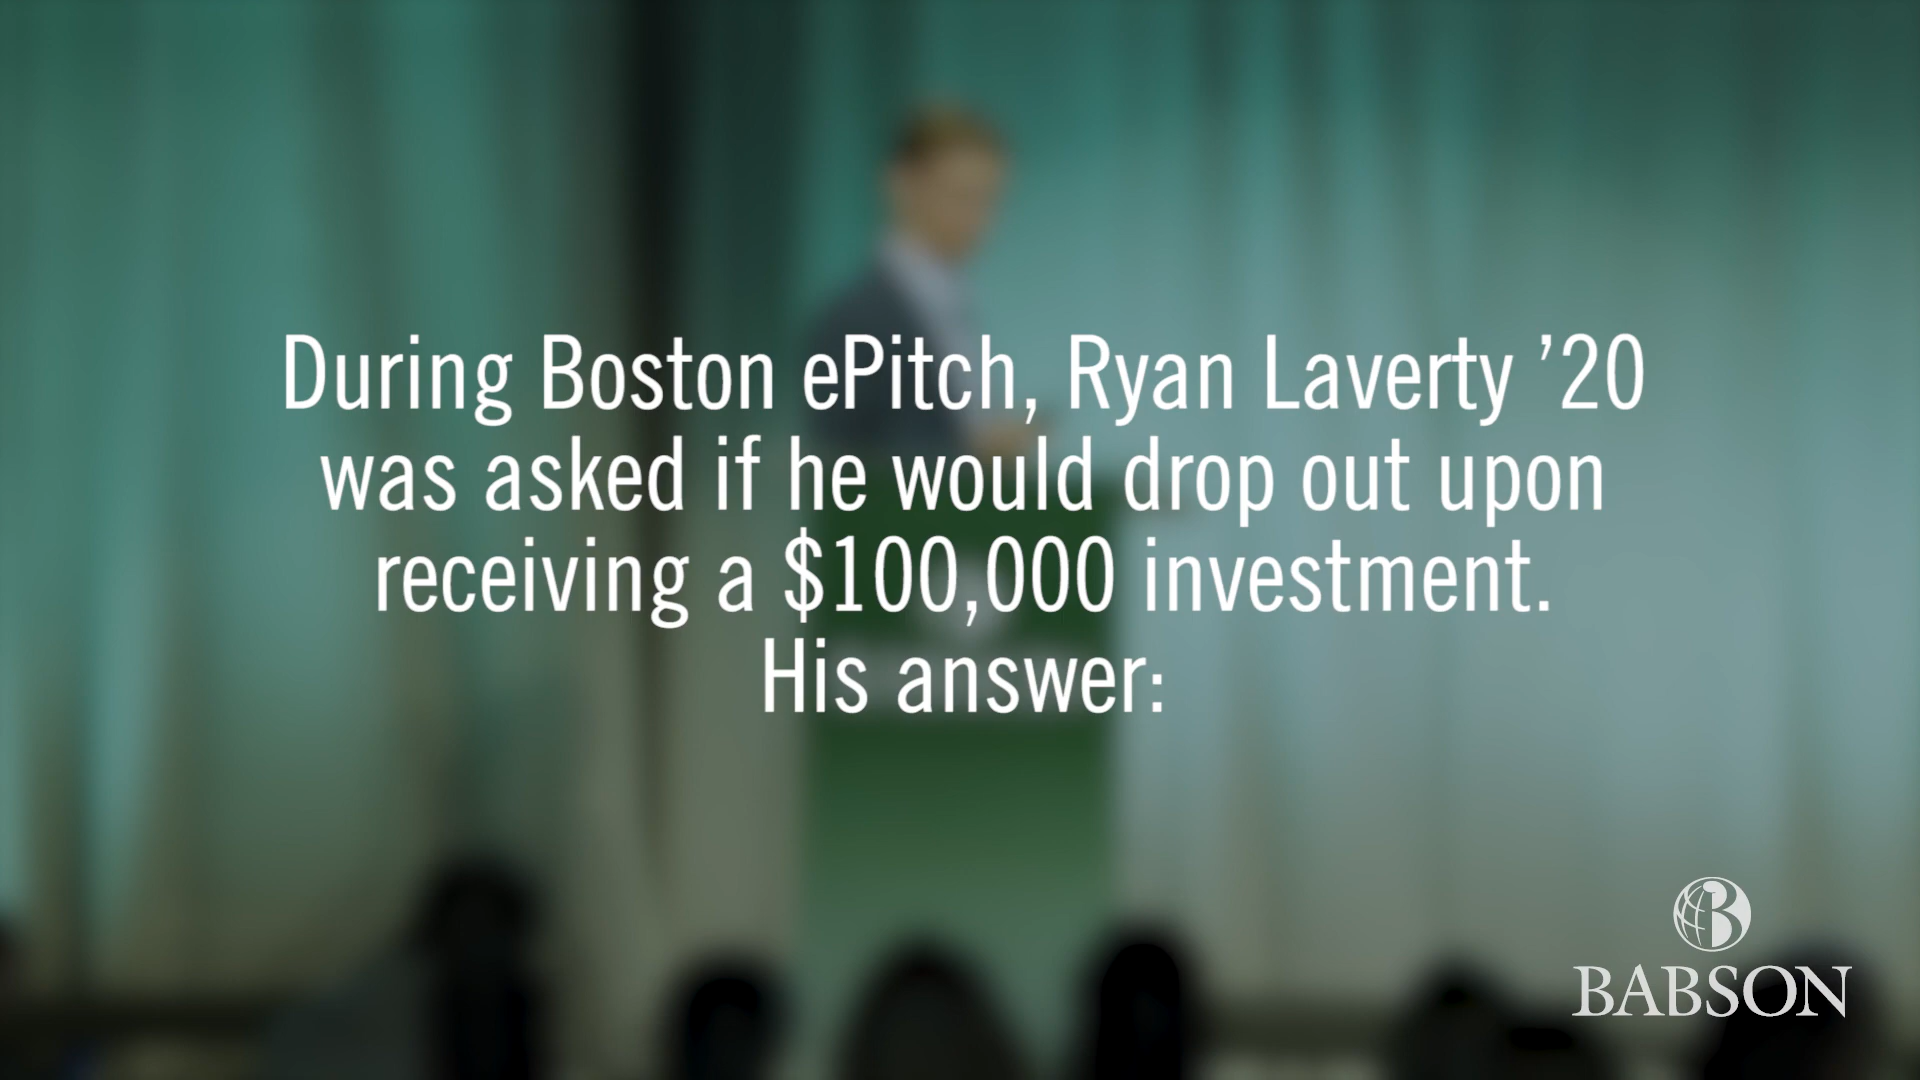 During Boston ePitch, Ryan Laverty ’20
was asked if he would drop out upon
receiving a $100,000 investment.
His answer:
BABSON